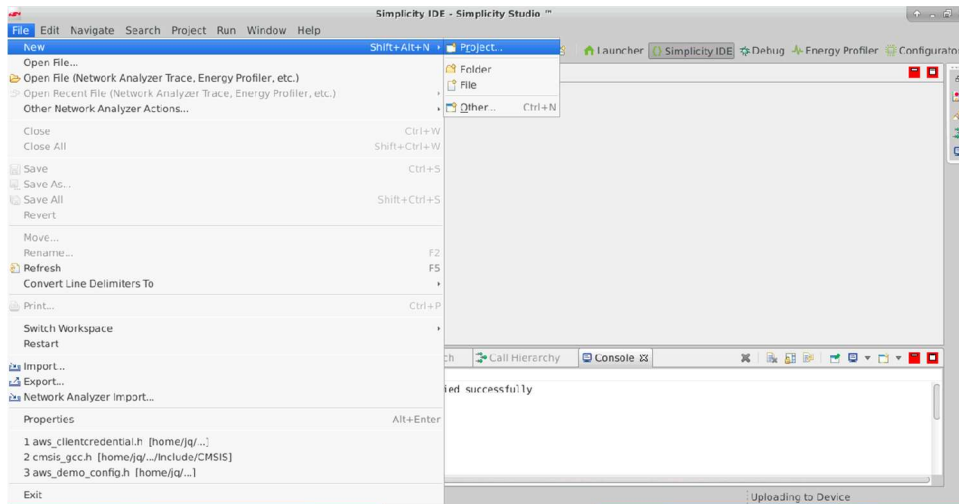 Simplicity IDE - Simplicity Studio ™
File Edit Navigate Search Project Run Window Help
New Shift+Alt+N
Project...
Folder
File
Other... Ctrl+N
Launcher Simplicity IDE Debug Energy Profiler Configurato
Open File...
Open File (Network Analyzer Trace, Energy Profiler, etc.)
Open Recent File (Network Analyzer Trace, Energy Profiler, etc.)
Other Network Analyzer Actions...
Close Ctrl+W
Close All Shift+Ctrl+W
Save Ctrl+S
Save As...
Save All Shift+Ctrl+S
Revert
Move...
Rename... F2
Refresh F5
Convert Line Delimiters To
Print... Ctrl+P
Switch Workspace
Restart
Import...
Export...
Network Analyzer Import...
Properties Alt+Enter
1 aws_clientcredential.h [home/jq/...]
2 cmsis_gcc.h [home/jq/.../Include/CMSIS]
3 aws_demo_config.h [home/jq/...]
Exit
ch Call Hierarchy Console
ied successfully
Uploading to Device